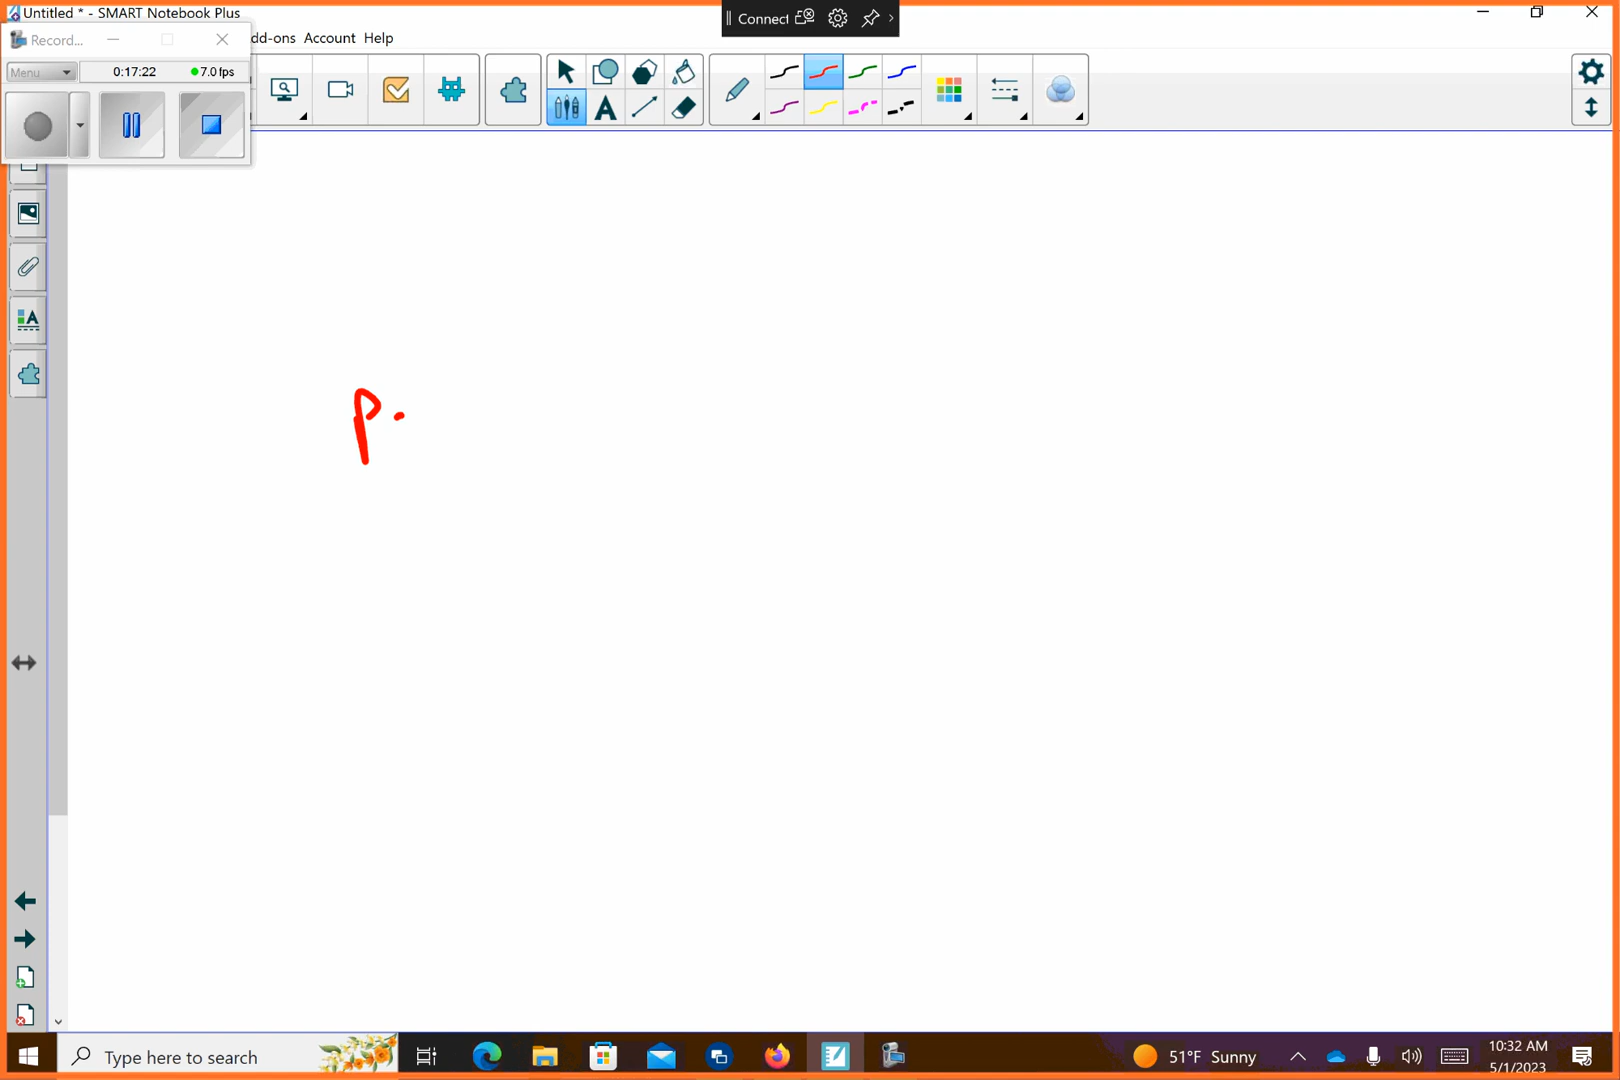 Untitled * - SMART Notebook Plus
Connect
Record...
dd-ons Account Help
Menu 0:17:22 7.0 fps
A
A
P.
Type here to search
51°F Sunny
10:32 AM
5/1/2023